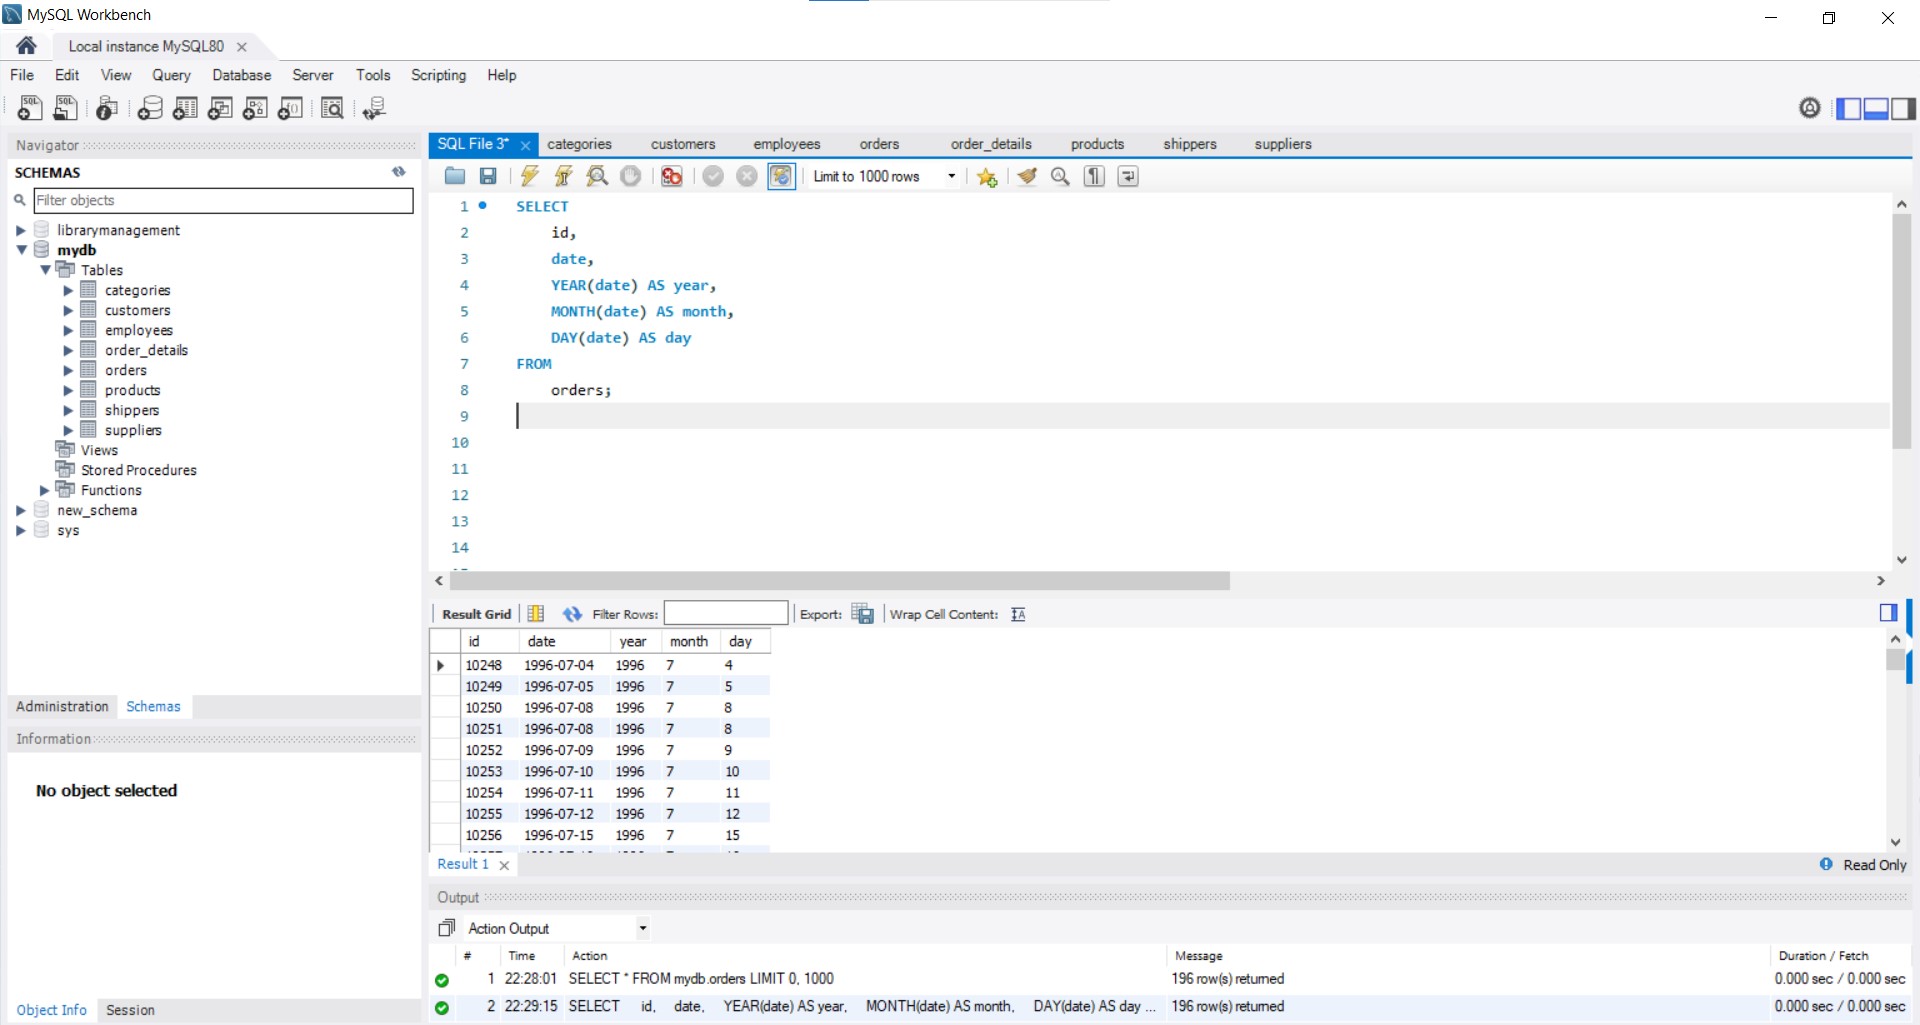 MySQL Workbench
Local instance MySQL80
File Edit View Query Database Server Tools Scripting Help
Navigator
SCHEMAS
Filter objects
librarymanagement
mydb
Tables
categories
customers
employees
order_details
orders
products
shippers
suppliers
Views
Stored Procedures
Functions
new_schema
sys
Administration Schemas
Information
No object selected
Object Info Session
SQL File 3* categories customers employees orders order_details products shippers suppliers
Limit to 1000 rows
1 SELECT
2 id,
3 date,
4 YEAR(date) AS year,
5 MONTH(date) AS month,
6 DAY(date) AS day
7 FROM
8 orders;
9
10
11
12
13
14
Result Grid Filter Rows: Export: Wrap Cell Content:
id date year month day
10248 1996-07-04 1996 7 4
10249 1996-07-05 1996 7 5
10250 1996-07-08 1996 7 8
10251 1996-07-08 1996 7 8
10252 1996-07-09 1996 7 9
10253 1996-07-10 1996 7 10
10254 1996-07-11 1996 7 11
10255 1996-07-12 1996 7 12
10256 1996-07-15 1996 7 15
Result 1 Read Only
Output
Action Output
# Time Action Message Duration / Fetch
1 22:28:01 SELECT * FROM mydb.orders LIMIT 0, 1000 196 row(s) returned 0.000 sec / 0.000 sec
2 22:29:15 SELECT id, date, YEAR(date) AS year, MONTH(date) AS month, DAY(date) AS day ... 196 row(s) returned 0.000 sec / 0.000 sec